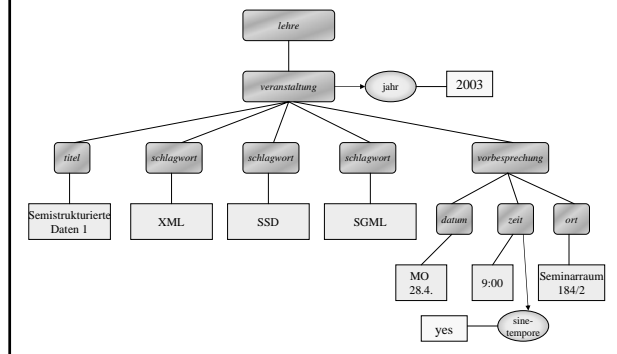 lehre
veranstaltung
jahr
2003
titel
schlagwort
schlagwort
schlagwort
vorbesprechung
Semistrukturierte
Daten 1
XML
SSD
SGML
datum
zeit
ort
MO
28.4.
9:00
Seminarraum
184/2
yes
sine-
tempore